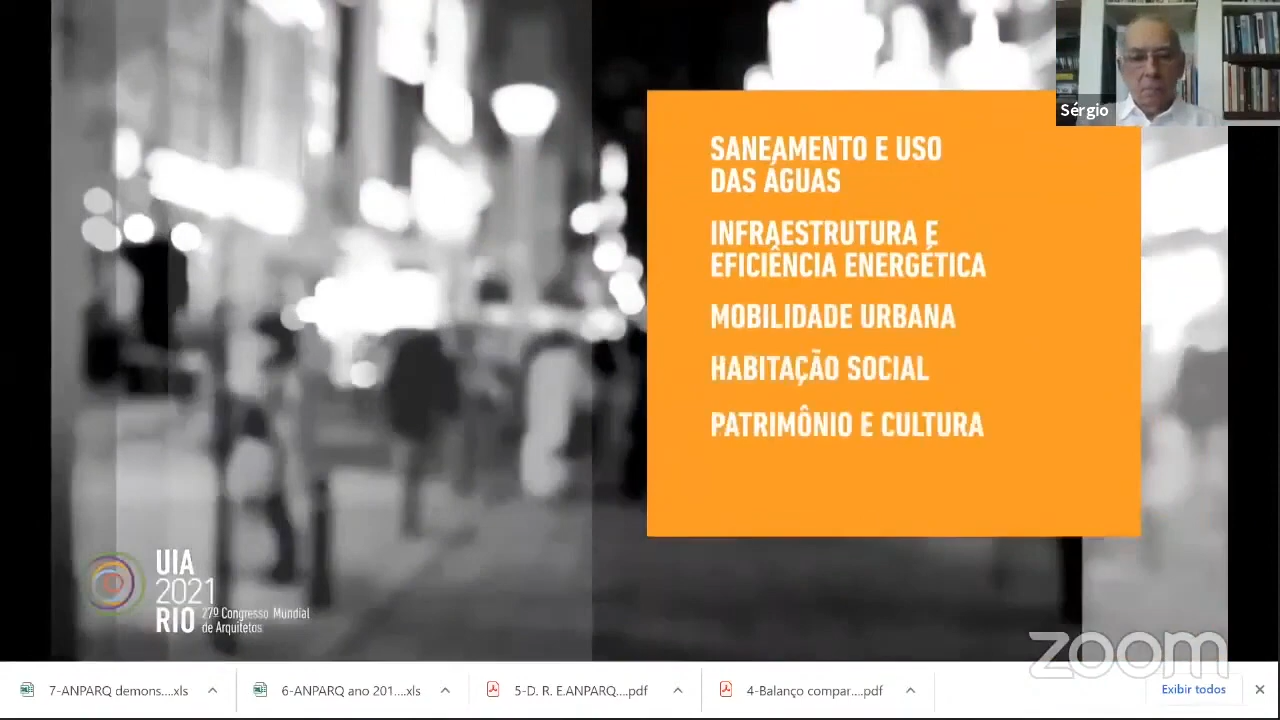 Sérgio
SANEAMENTO E USO
DAS ÁGUAS
INFRAESTRUTURA E
EFICIÊNCIA ENERGÉTICA
MOBILIDADE URBANA
HABITAÇÃO SOCIAL
PATRIMÔNIO E CULTURA
UIA
2021
RIO 27º Congresso Mundial
de Arquitetos
zoom
7-ANPARQ demons....xls
6-ANPARQ ano 201....xls
5-D. R. E.ANPARQ....pdf
4-Balanço compar....pdf
Exibir todos